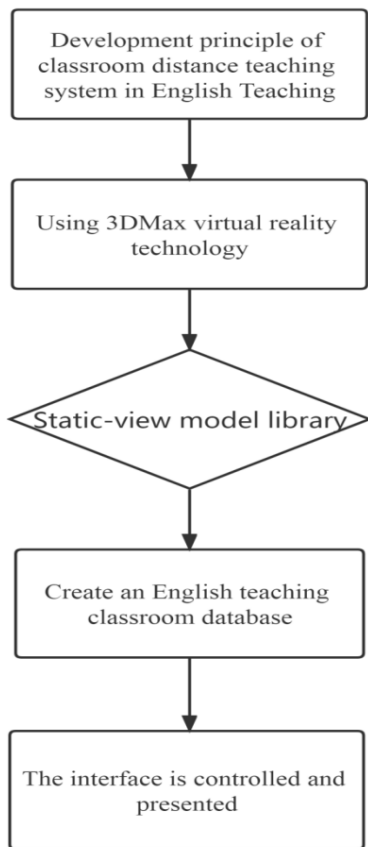 Development principle of
classroom distance teaching
system in English Teaching
Using 3DMax virtual reality
technology
Static-view model library
Create an English teaching
classroom database
The interface is controlled and
presented